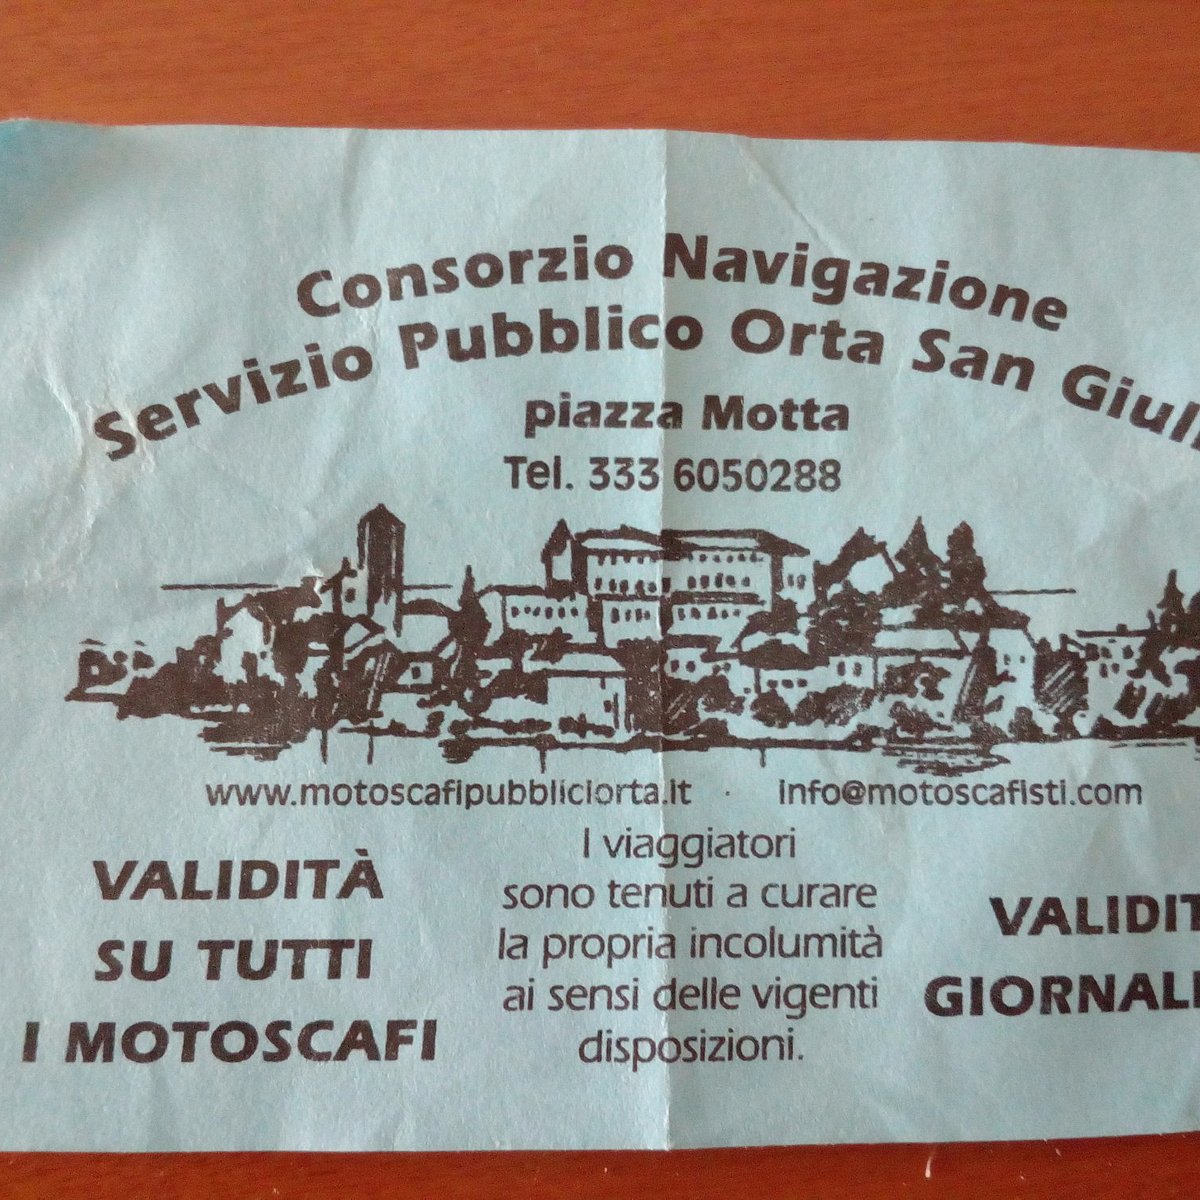 Consorzio Navigazione
Servizio Pubblico Orta San
piazza Motta
Tel. 333 6050288
www.motoscafipubbliciorta.it · info@motoscafisti.com
VALIDITÀ
SU TUTTI
I MOTOSCAFI
I viaggiatori
sono tenuti a curare
la propria incolumità
ai sensi delle vigenti
disposizioni.